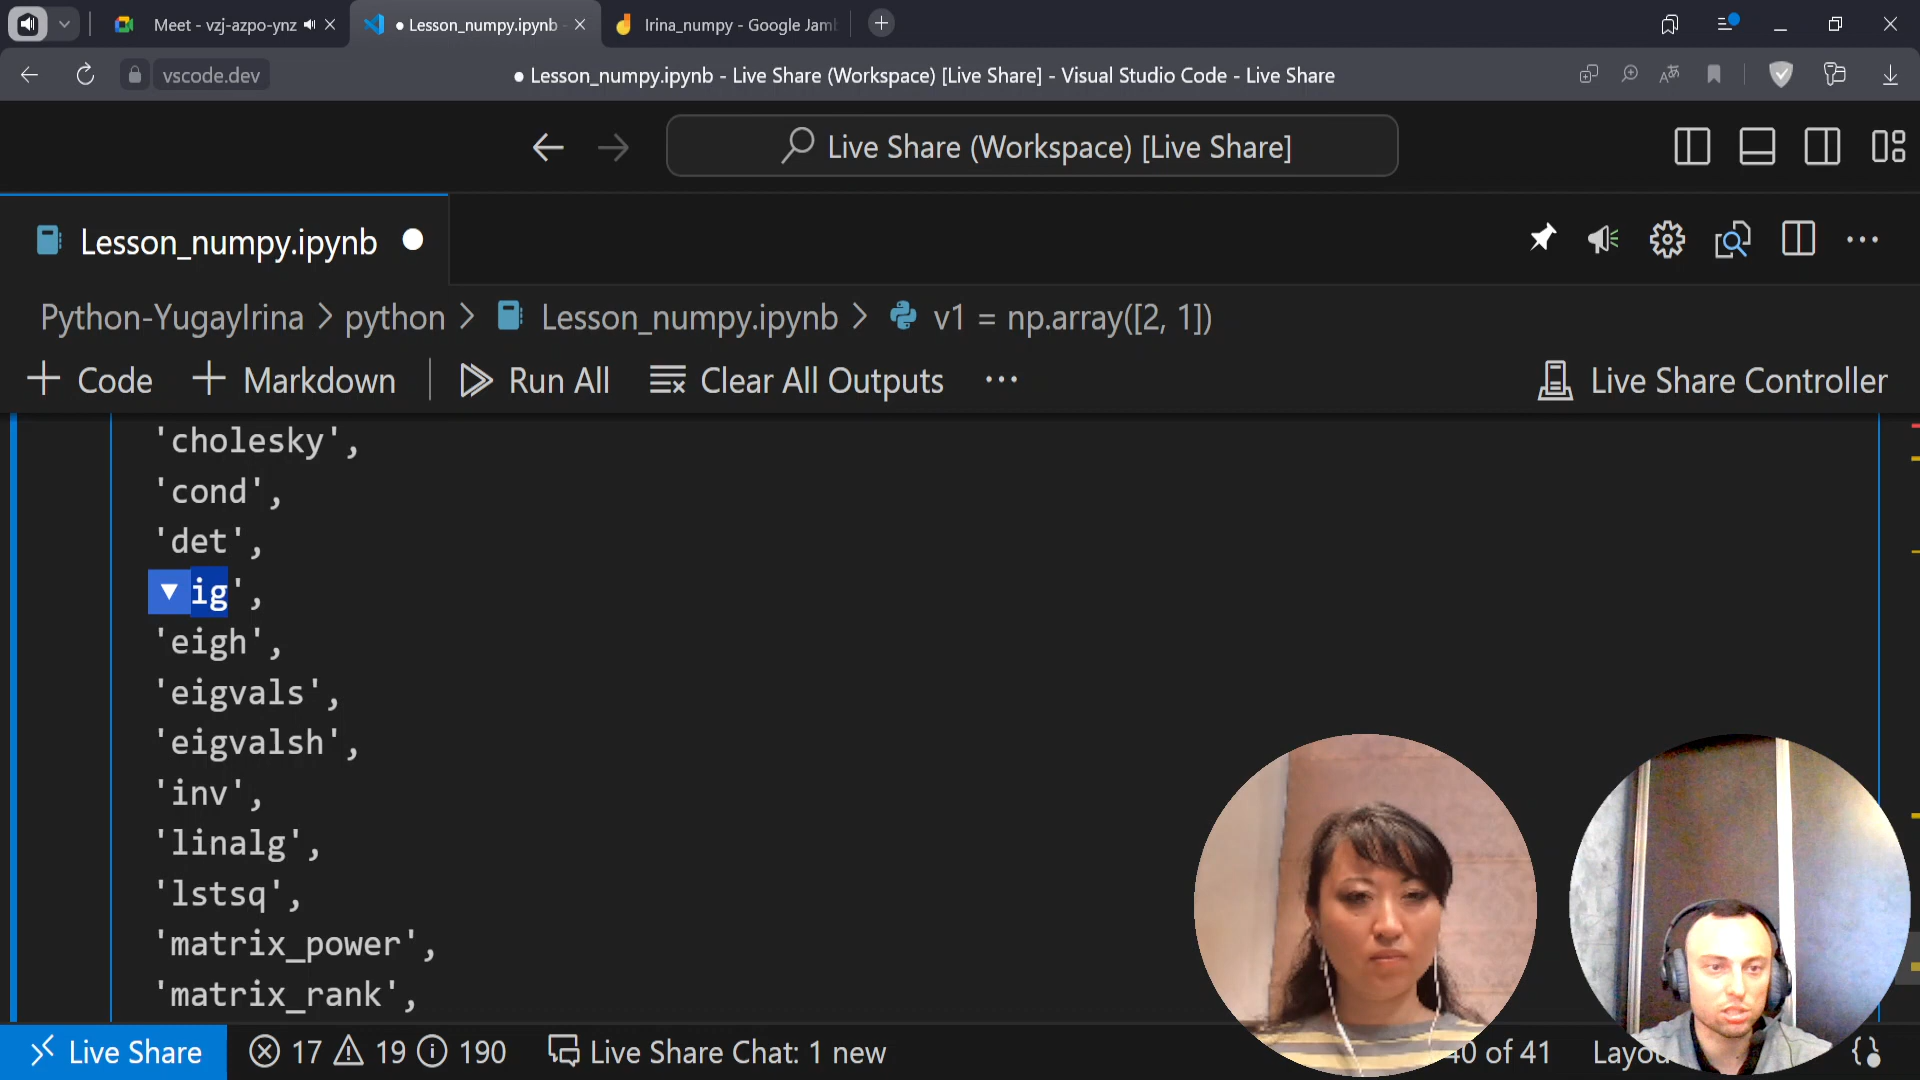 Meet - vzj-azpo-ynz
Lesson_numpy.ipynb -
Irina_numpy - Google Jam
vscode.dev
● Lesson_numpy.ipynb - Live Share (Workspace) [Live Share] - Visual Studio Code - Live Share
Live Share (Workspace) [Live Share]
Lesson_numpy.ipynb
Python-YugayIrina > python > Lesson_numpy.ipynb > v1 = np.array([2, 1])
+ Code + Markdown Run All Clear All Outputs ... Live Share Controller
'cholesky',
'cond',
'det',
ig',
'eigh',
'eigvals',
'eigvalsh',
'inv',
'linalg',
'lstsq',
'matrix_power',
'matrix_rank',
Live Share 17 19 190 Live Share Chat: 1 new 40 of 41 Layou